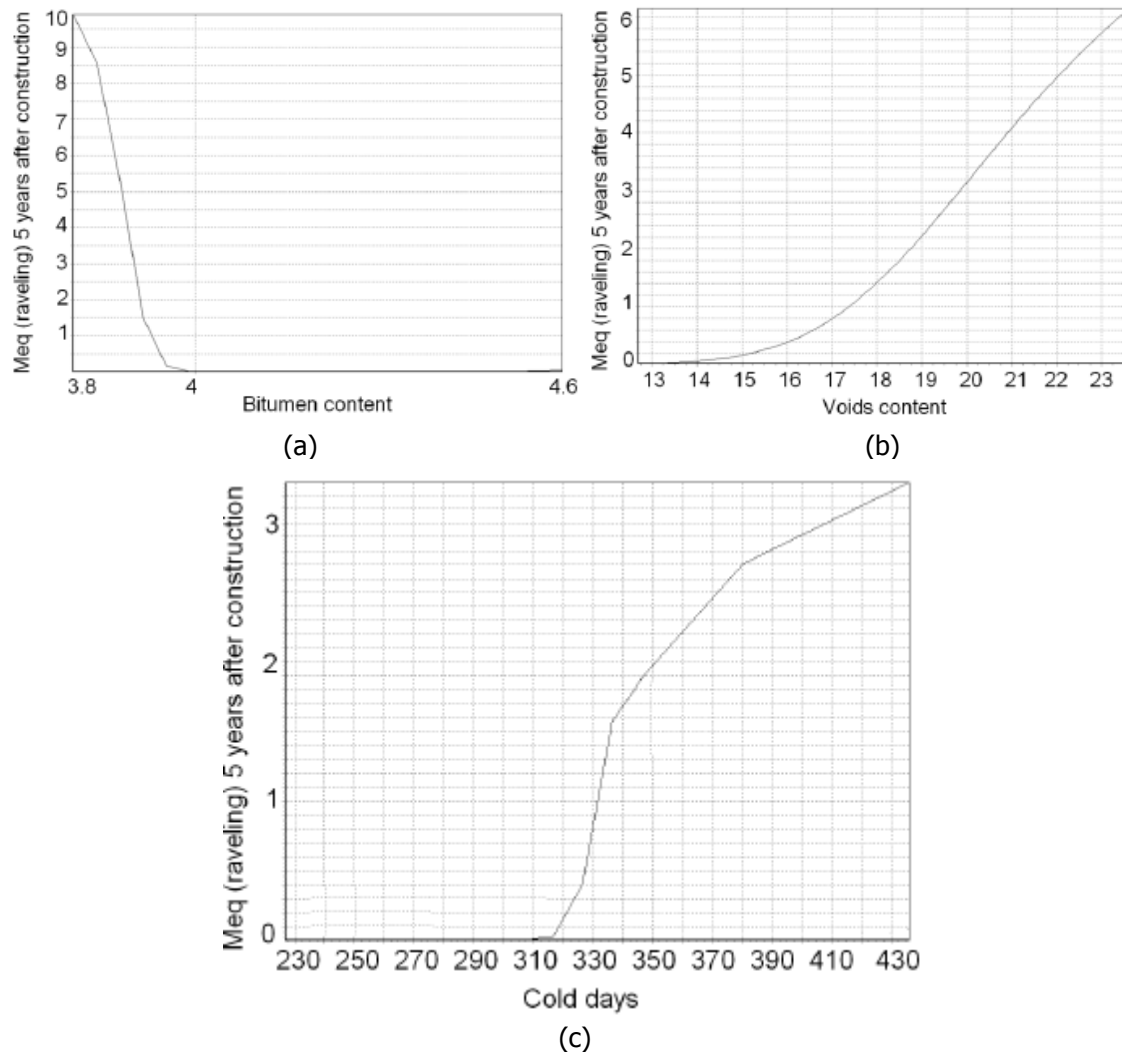 Meq (raveling) 5 years after construction
10
9
8
7
6
5
4
3
2
1
3.8 4 4.6
Bitumen content
(a)
Meq (raveling) 5 years after construction
6
5
4
3
2
1
0
13 14 15 16 17 18 19 20 21 22 23
Voids content
(b)
Meq (raveling) 5 years after construction
3
2
1
0
230 250 270 290 310 330 350 370 390 410 430
Cold days
(c)